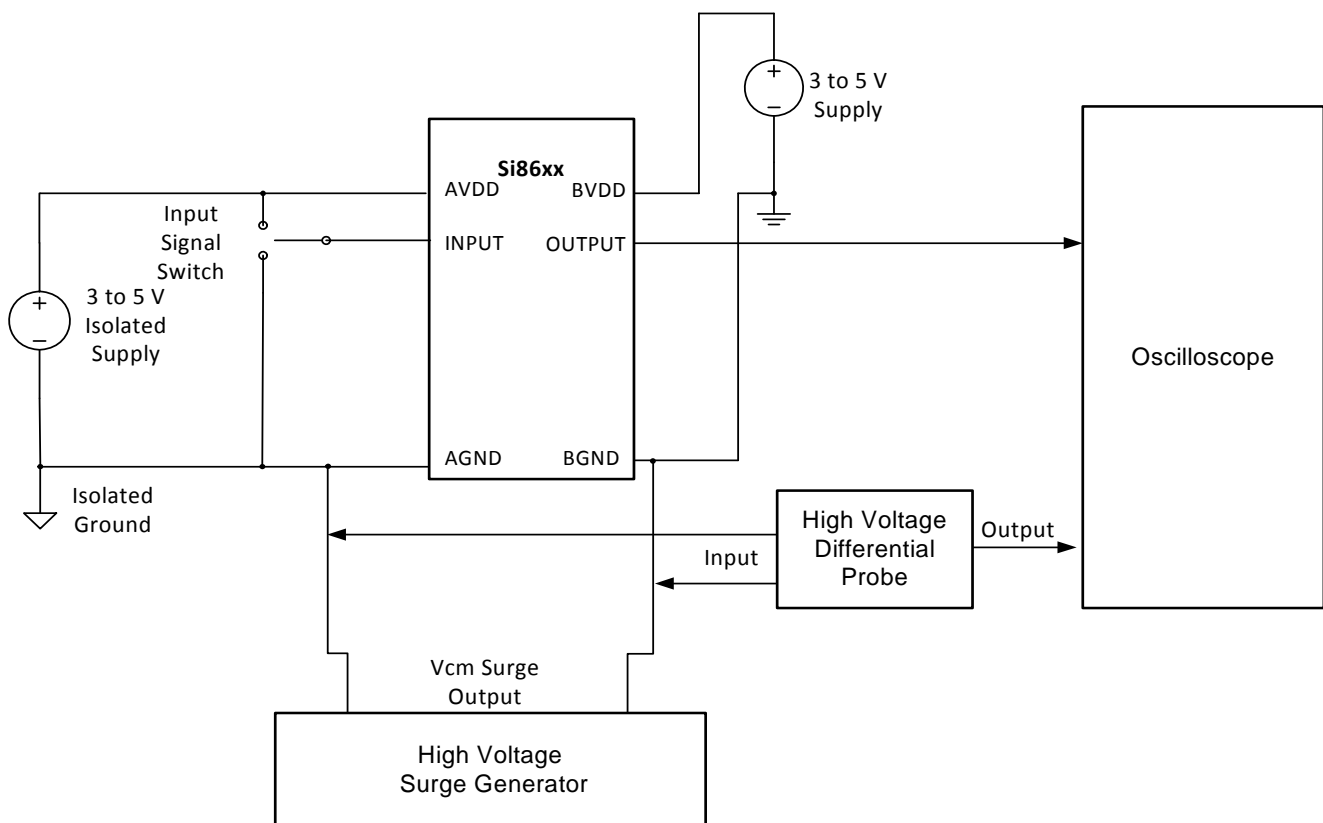 3 to 5 V
Supply
Si86xx
AVDD
BVDD
Input
Signal
Switch
INPUT
OUTPUT
3 to 5 V
Isolated
Supply
Oscilloscope
AGND
BGND
Isolated
Ground
High Voltage
Differential
Probe
Input
Output
Vcm Surge
Output
High Voltage
Surge Generator